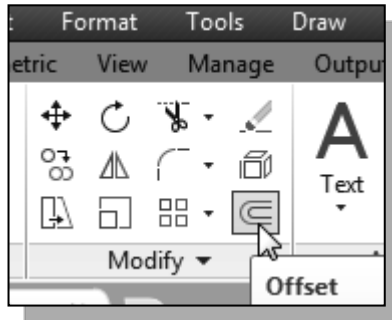 Format Tools Draw
etric View Manage Outpu
A
Text
Modify
Offset